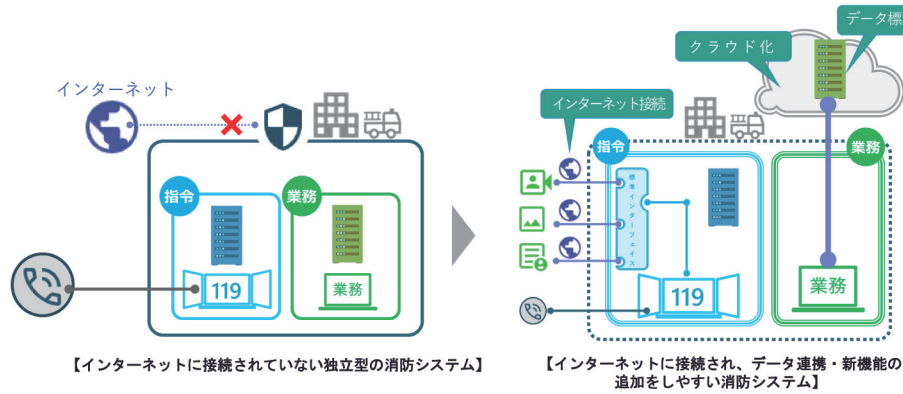 インターネット
指令
業務
119
業務
【インターネットに接続されていない独立型の消防システム】
データ標
クラウド化
インターネット接続
指令
業務
標準インターフェイス
119
業務
【インターネットに接続され、データ連携・新機能の
追加をしやすい消防システム】